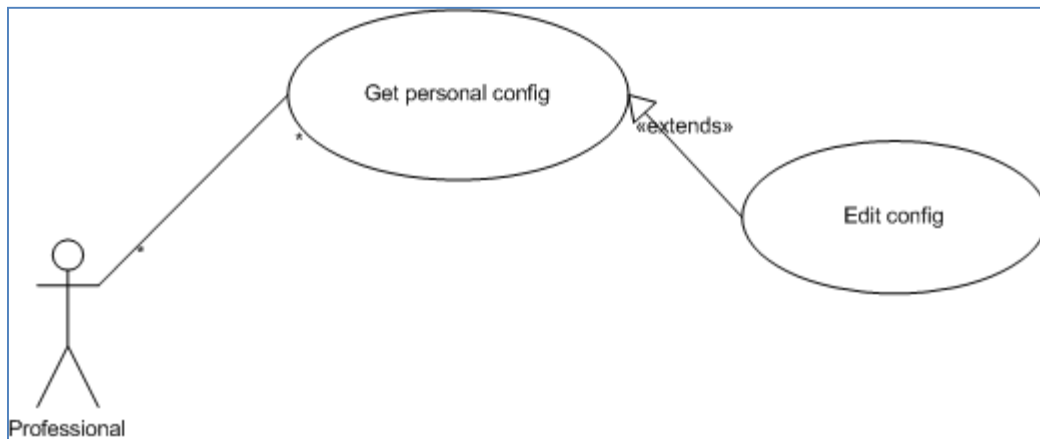 Get personal config
*
«extends»
Edit config
*
Professional